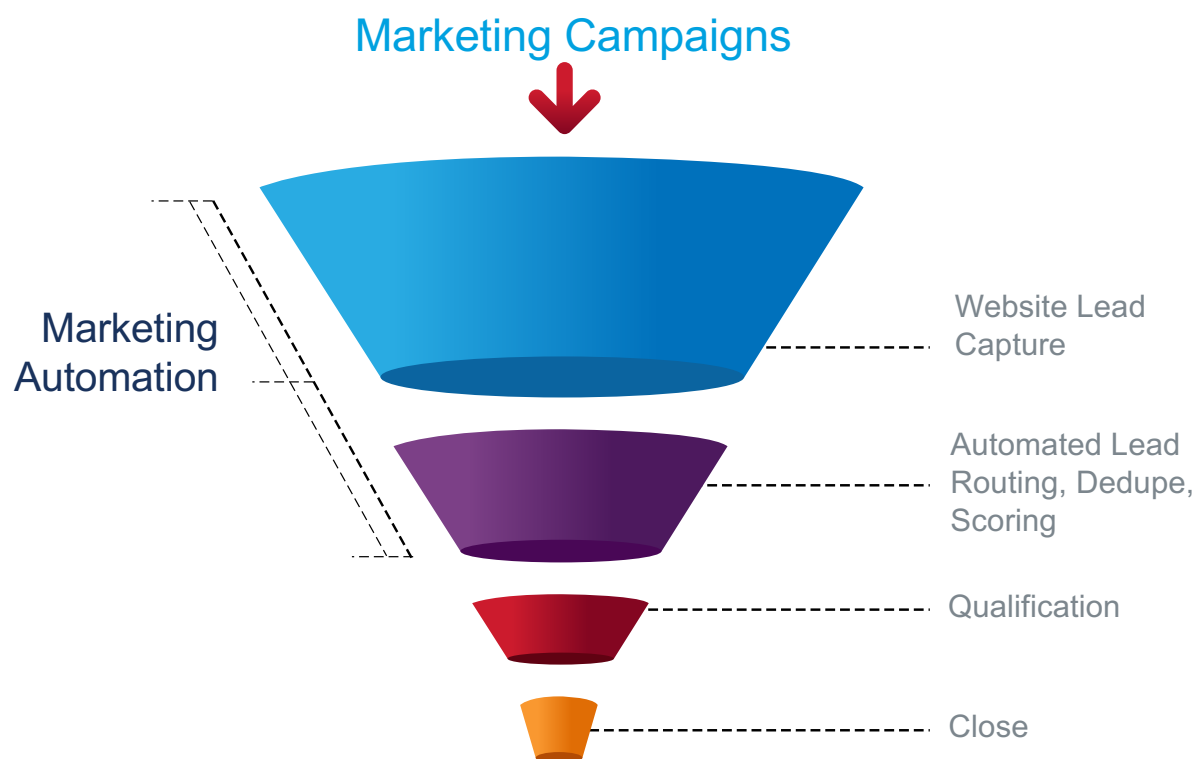 Marketing Campaigns
Marketing
Automation
Website Lead
Capture
Automated Lead
Routing, Dedupe,
Scoring
Qualification
Close